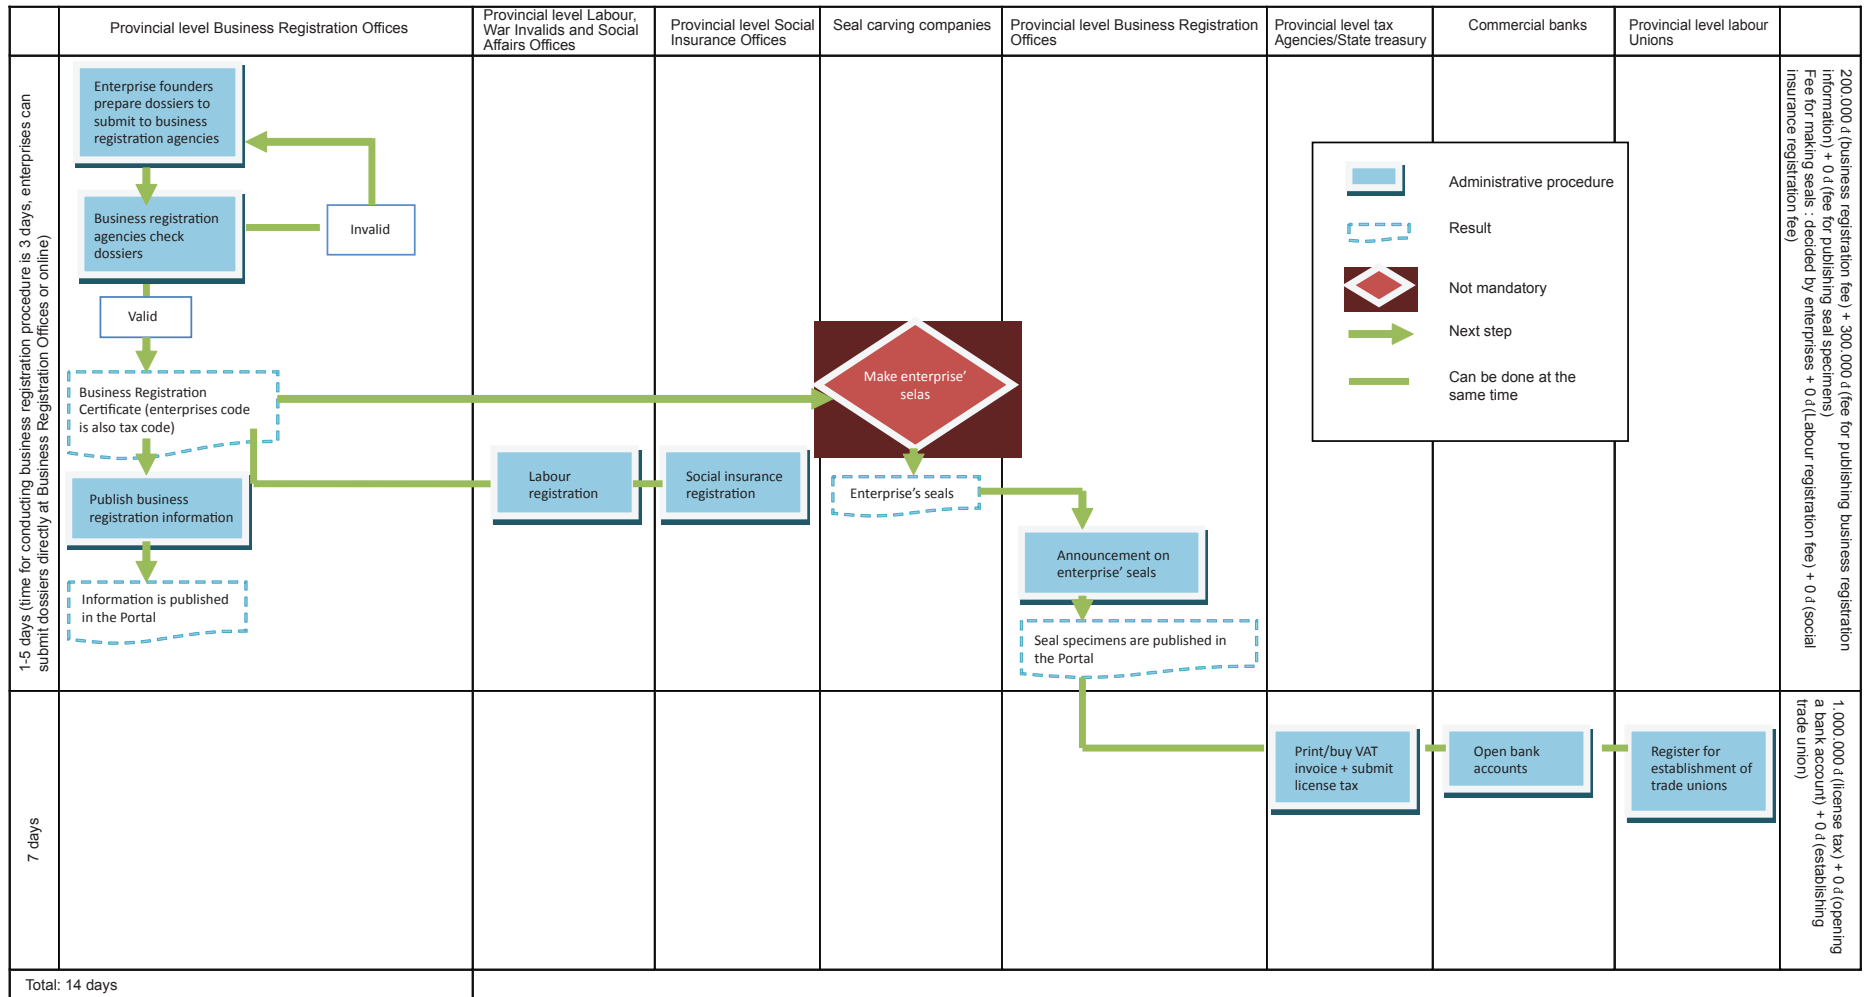 Provincial level Business Registration Offices
Provincial level Labour,
War Invalids and Social
Affairs Offices
Provincial level Social
Insurance Offices
Seal carving companies
Provincial level Business Registration
Offices
Provincial level tax
Agencies/State treasury
Commercial banks
Provincial level labour
Unions
1-5 days (time for conducting business registration procedure is 3 days, enterprises can
submit dossiers directly at Business Registration Offices or online)
Enterprise founders
prepare dossiers to
submit to business
registration agencies
Business registration
agencies check
dossiers
Invalid
Valid
Business Registration
Certificate (enterprises code
is also tax code)
Publish business
registration information
Information is published
in the Portal
Labour
registration
Social insurance
registration
Make enterprise'
selas
Enterprise's seals
Announcement on
enterprise' seals
Seal specimens are published in
the Portal
Administrative procedure
Result
Not mandatory
Next step
Can be done at the
same time
200.000 đ (business registration fee) + 300.000 đ (fee for publishing business registration
information) + 0 đ (fee for publishing seal specimens)
Fee for making seals : decided by enterprises + 0 đ (Labour registration fee) + 0 đ (social
insurance registration fee)
7 days
Print/buy VAT
invoice + submit
license tax
Open bank
accounts
Register for
establishment of
trade unions
1.000.000 đ (license tax) + 0 đ (opening
a bank account) + 0 đ (establishing
trade union)
Total: 14 days